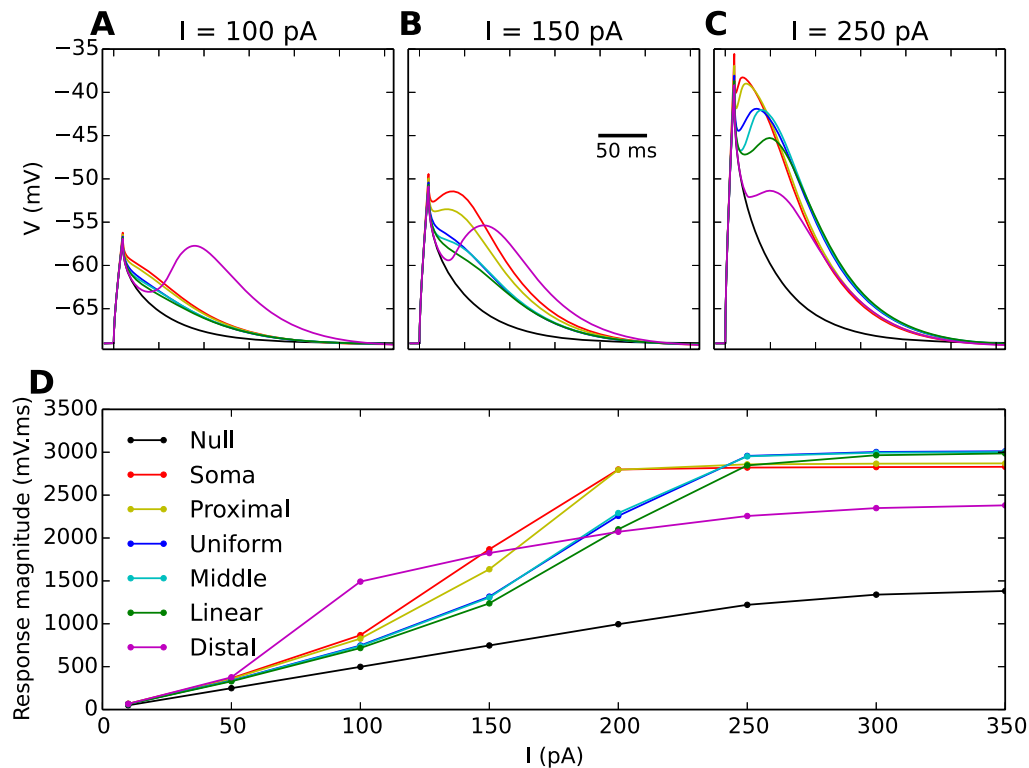 A B C
I = 100 pA I = 150 pA I = 250 pA
−35
−40
−45
−50
−55
−60
−65
V (mV)
50 ms
D
3500
3000
2500
2000
1500
1000
500
0
Response magnitude (mV.ms)
Null
Soma
Proximal
Uniform
Middle
Linear
Distal
0 50 100 150 200 250 300 350
I (pA)